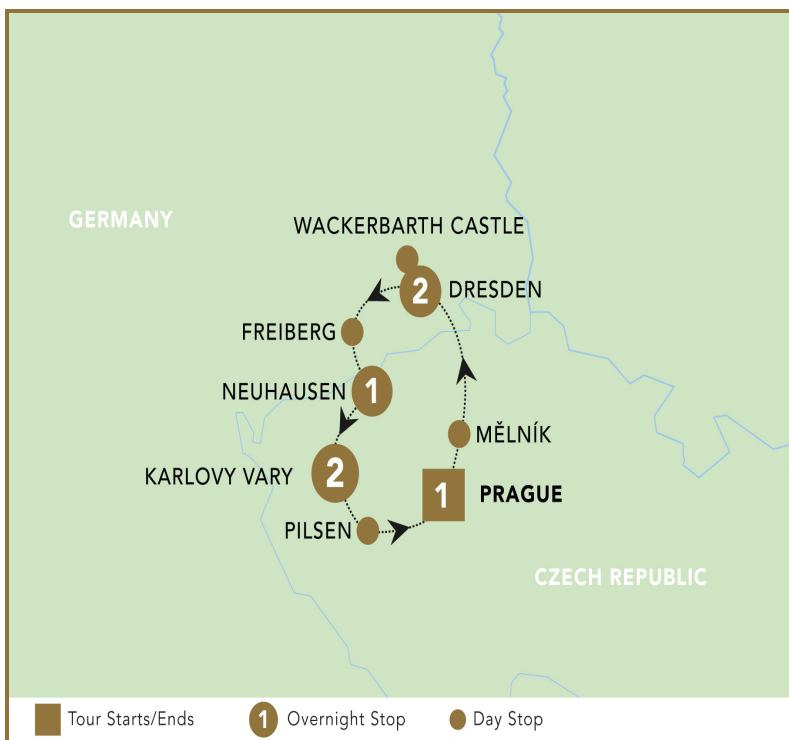 GERMANY
WACKERBARTH CASTLE
2
DRESDEN
FREIBERG
NEUHAUSEN
1
MĚLNÍK
KARLOVY VARY
2
1
PRAGUE
PILSEN
CZECH REPUBLIC
Tour Starts/Ends
1
Overnight Stop
Day Stop